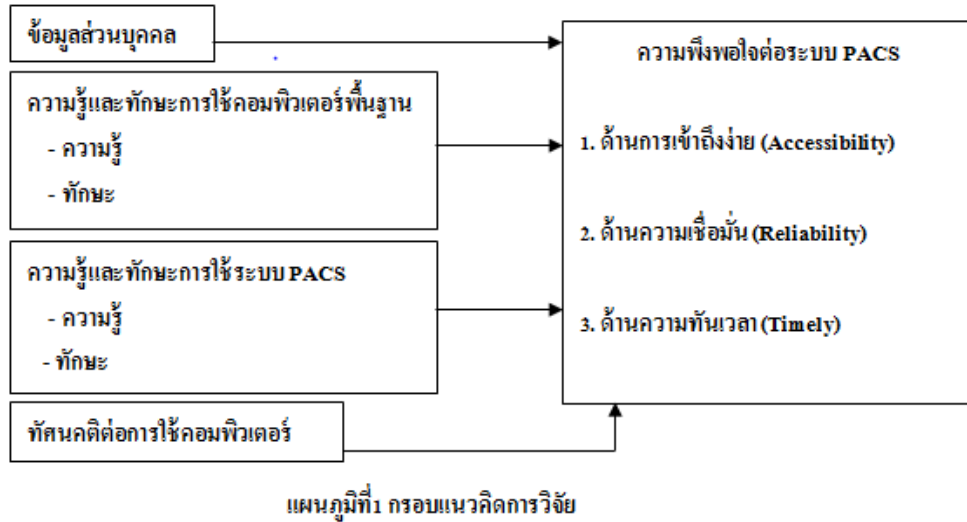 ข้อมูลส่วนบุคคล
ความรู้และทักษะการใช้คอมพิวเตอร์พื้นฐาน
- ความรู้
- ทักษะ
ความรู้และทักษะการใช้ระบบ PACS
- ความรู้
- ทักษะ
ทัศนคติต่อการใช้คอมพิวเตอร์
ความพึงพอใจต่อระบบ PACS
1. ด้านการเข้าถึงง่าย (Accessibility)
2. ด้านความเชื่อมั่น (Reliability)
3. ด้านความทันเวลา (Timely)
แผนภูมิที่1 กรอบแนวคิดการวิจัย